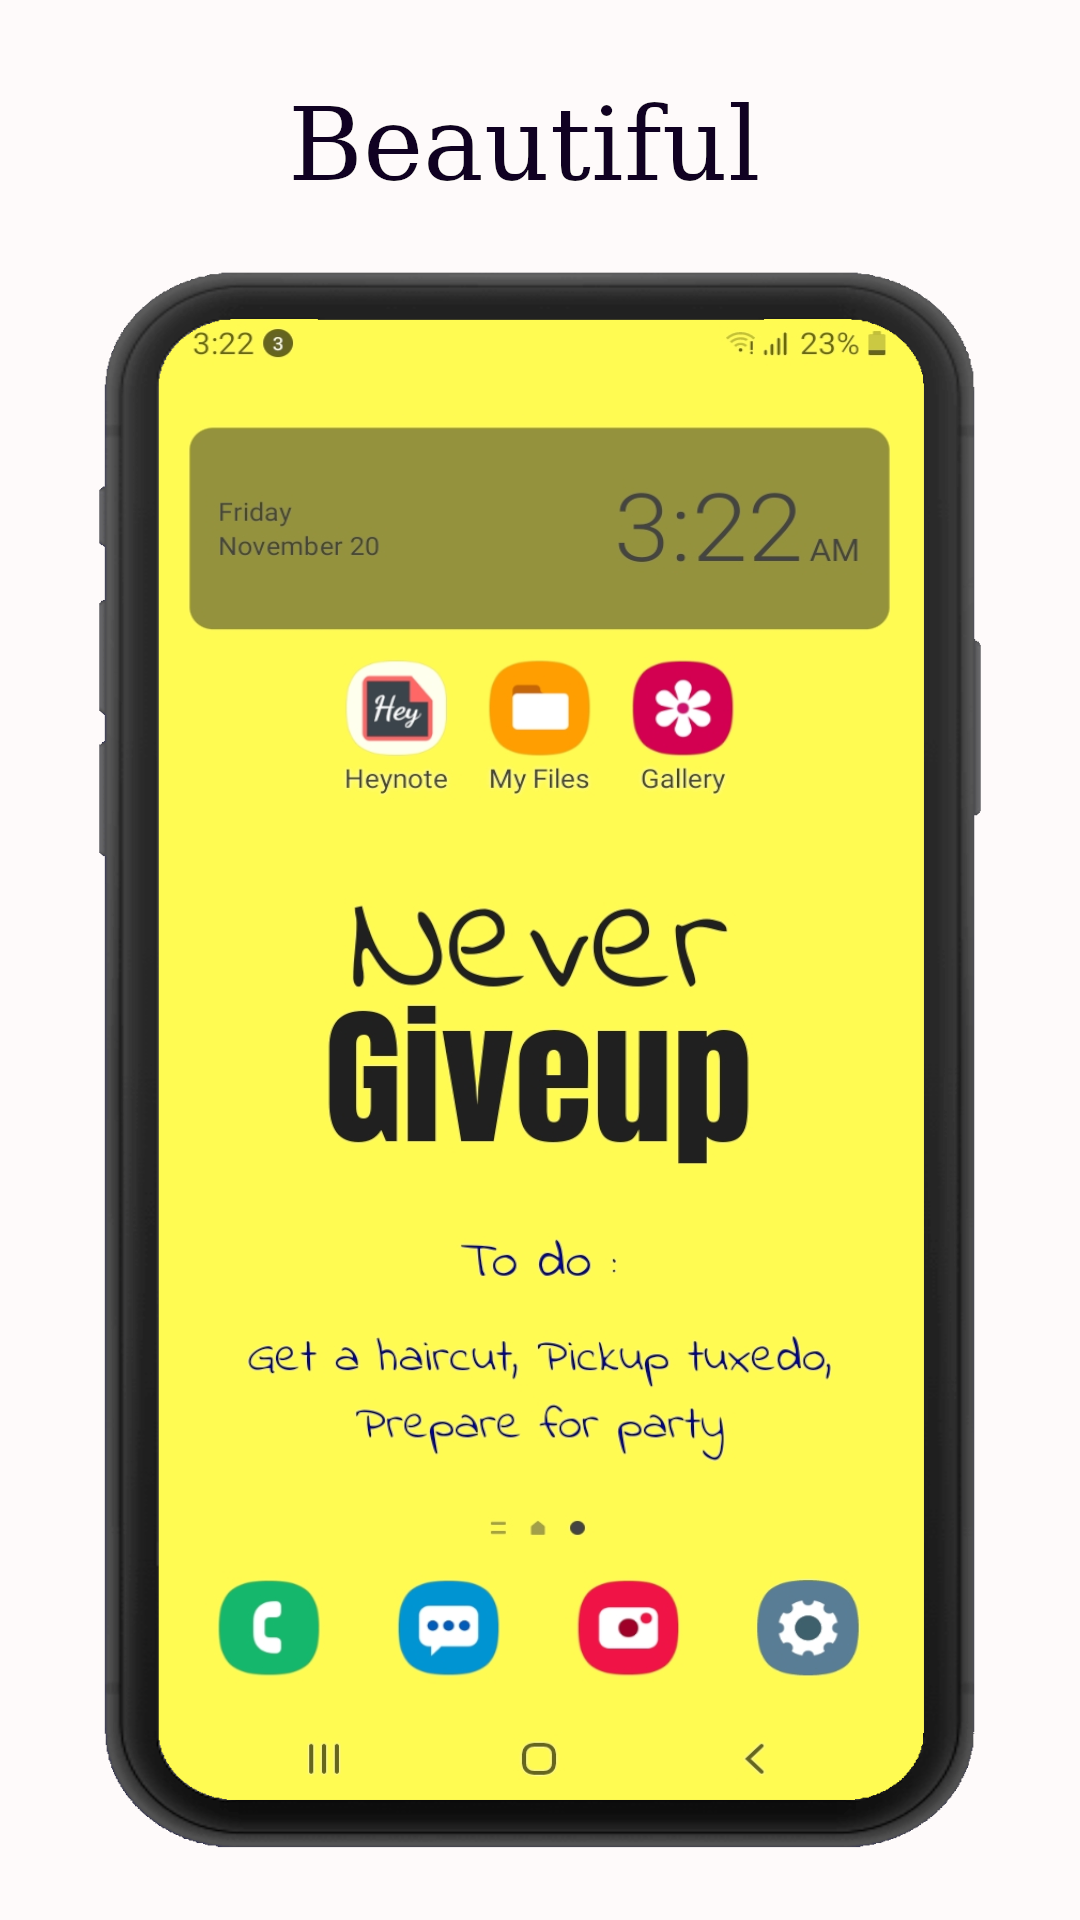 Beautiful
3:22 3 23%
Friday
November 20
3:22 AM
Hey
Heynote My Files Gallery
Never
Giveup
To do :
Get a haircut, Pickup tuxedo,
Prepare for party